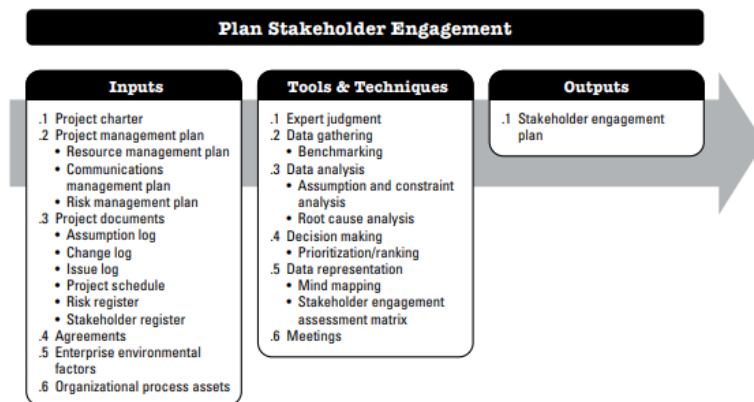 Plan Stakeholder Engagement
Inputs
.1 Project charter
.2 Project management plan
• Resource management plan
• Communications
management plan
• Risk management plan
.3 Project documents
• Assumption log
• Change log
• Issue log
• Project schedule
• Risk register
• Stakeholder register
.4 Agreements
.5 Enterprise environmental
factors
.6 Organizational process assets
Tools & Techniques
.1 Expert judgment
.2 Data gathering
• Benchmarking
.3 Data analysis
• Assumption and constraint
analysis
• Root cause analysis
.4 Decision making
• Prioritization/ranking
.5 Data representation
• Mind mapping
• Stakeholder engagement
assessment matrix
.6 Meetings
Outputs
.1 Stakeholder engagement
plan